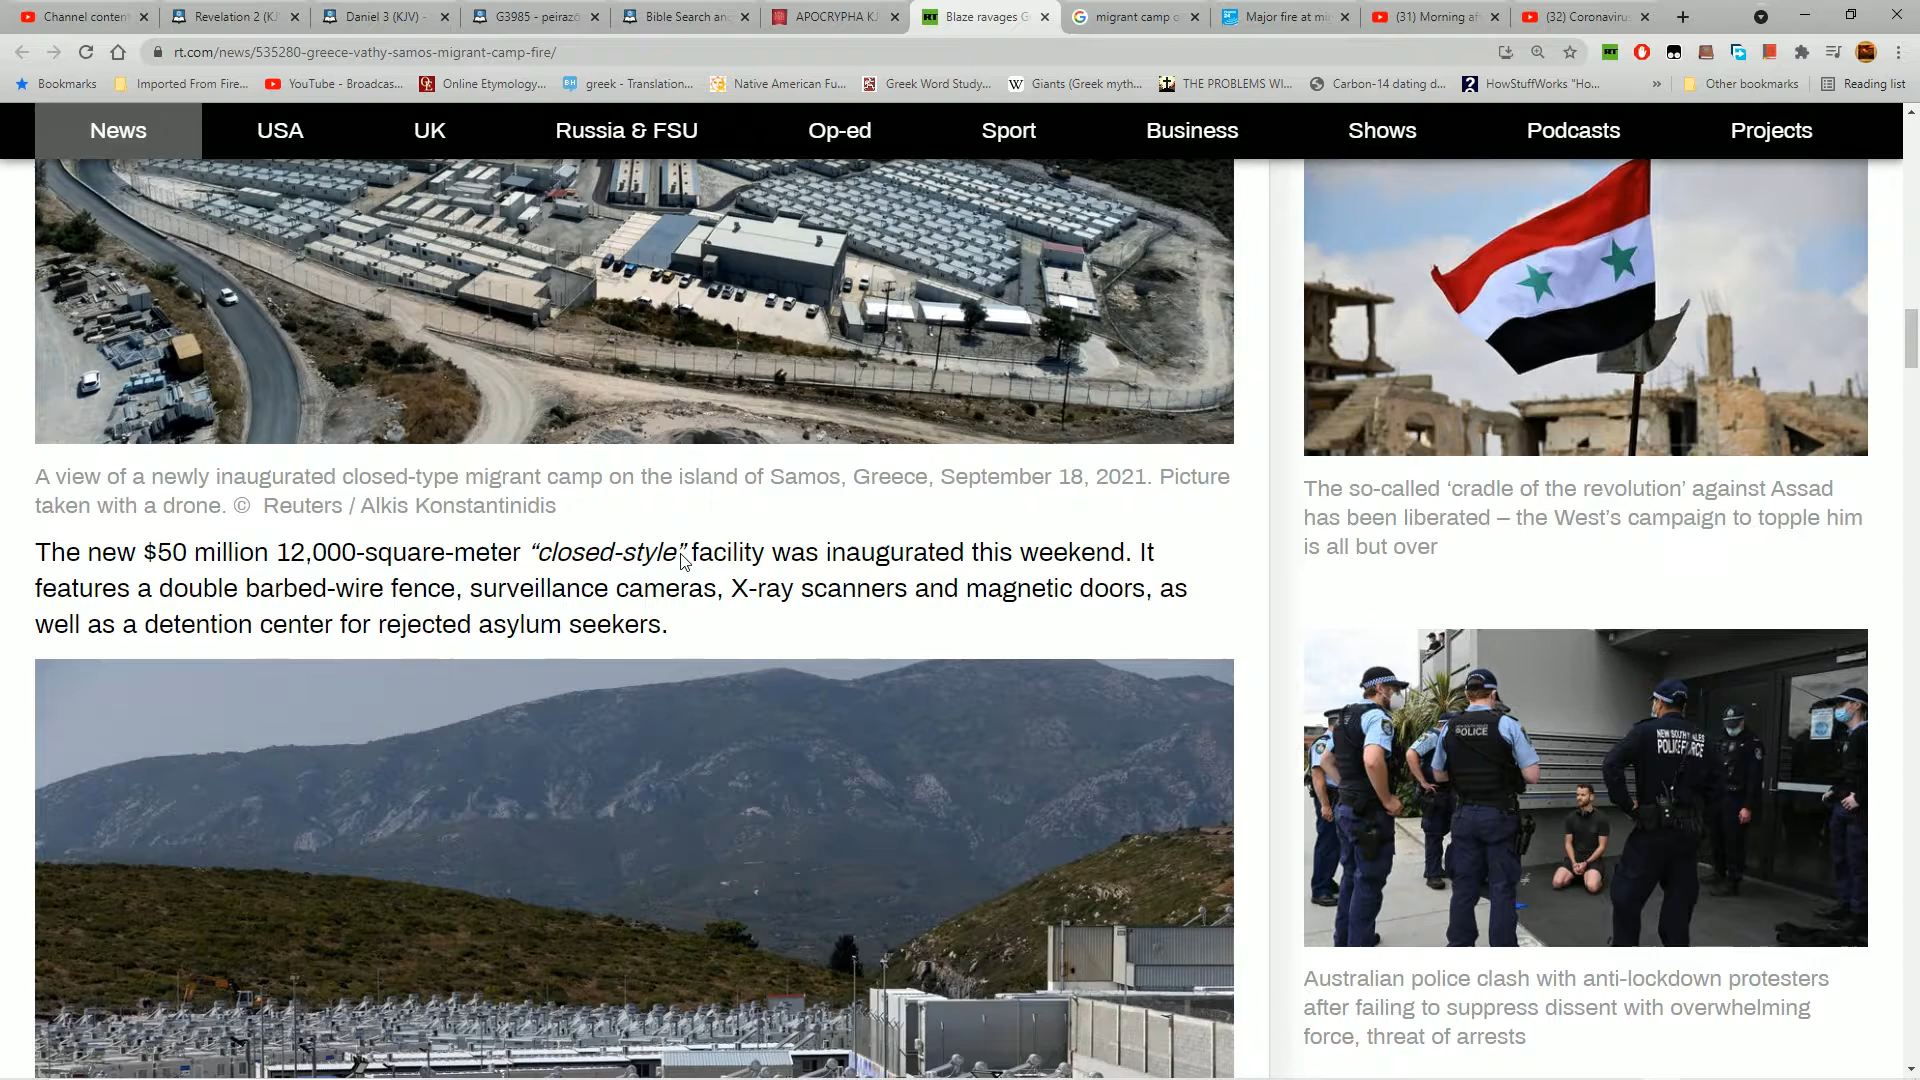 Channel content
Revelation 2 (KJ
Daniel 3 (KJV) -
G3985 - peirazō
Bible Search an
APOCRYPHA KJ
Blaze ravages G
migrant camp o
Major fire at mi
(31) Morning af
(32) Coronavirus
rt.com/news/535280-greece-vathy-samos-migrant-camp-fire/
Bookmarks
Imported From Fire...
YouTube - Broadcas...
Online Etymology...
greek - Translation...
Native American Fu...
Greek Word Study...
Giants (Greek myth...
THE PROBLEMS WI...
Carbon-14 dating d...
HowStuffWorks "Ho...
»
Other bookmarks
Reading list
News
USA
UK
Russia & FSU
Op-ed
Sport
Business
Shows
Podcasts
Projects
A view of a newly inaugurated closed-type migrant camp on the island of Samos, Greece, September 18, 2021. Picture
taken with a drone. © Reuters / Alkis Konstantinidis
The new $50 million 12,000-square-meter “closed-style” facility was inaugurated this weekend. It
features a double barbed-wire fence, surveillance cameras, X-ray scanners and magnetic doors, as
well as a detention center for rejected asylum seekers.
The so-called ‘cradle of the revolution’ against Assad
has been liberated – the West’s campaign to topple him
is all but over
POLICE
NEW SOUTH WALES
POLICE FORCE
Australian police clash with anti-lockdown protesters
after failing to suppress dissent with overwhelming
force, threat of arrests